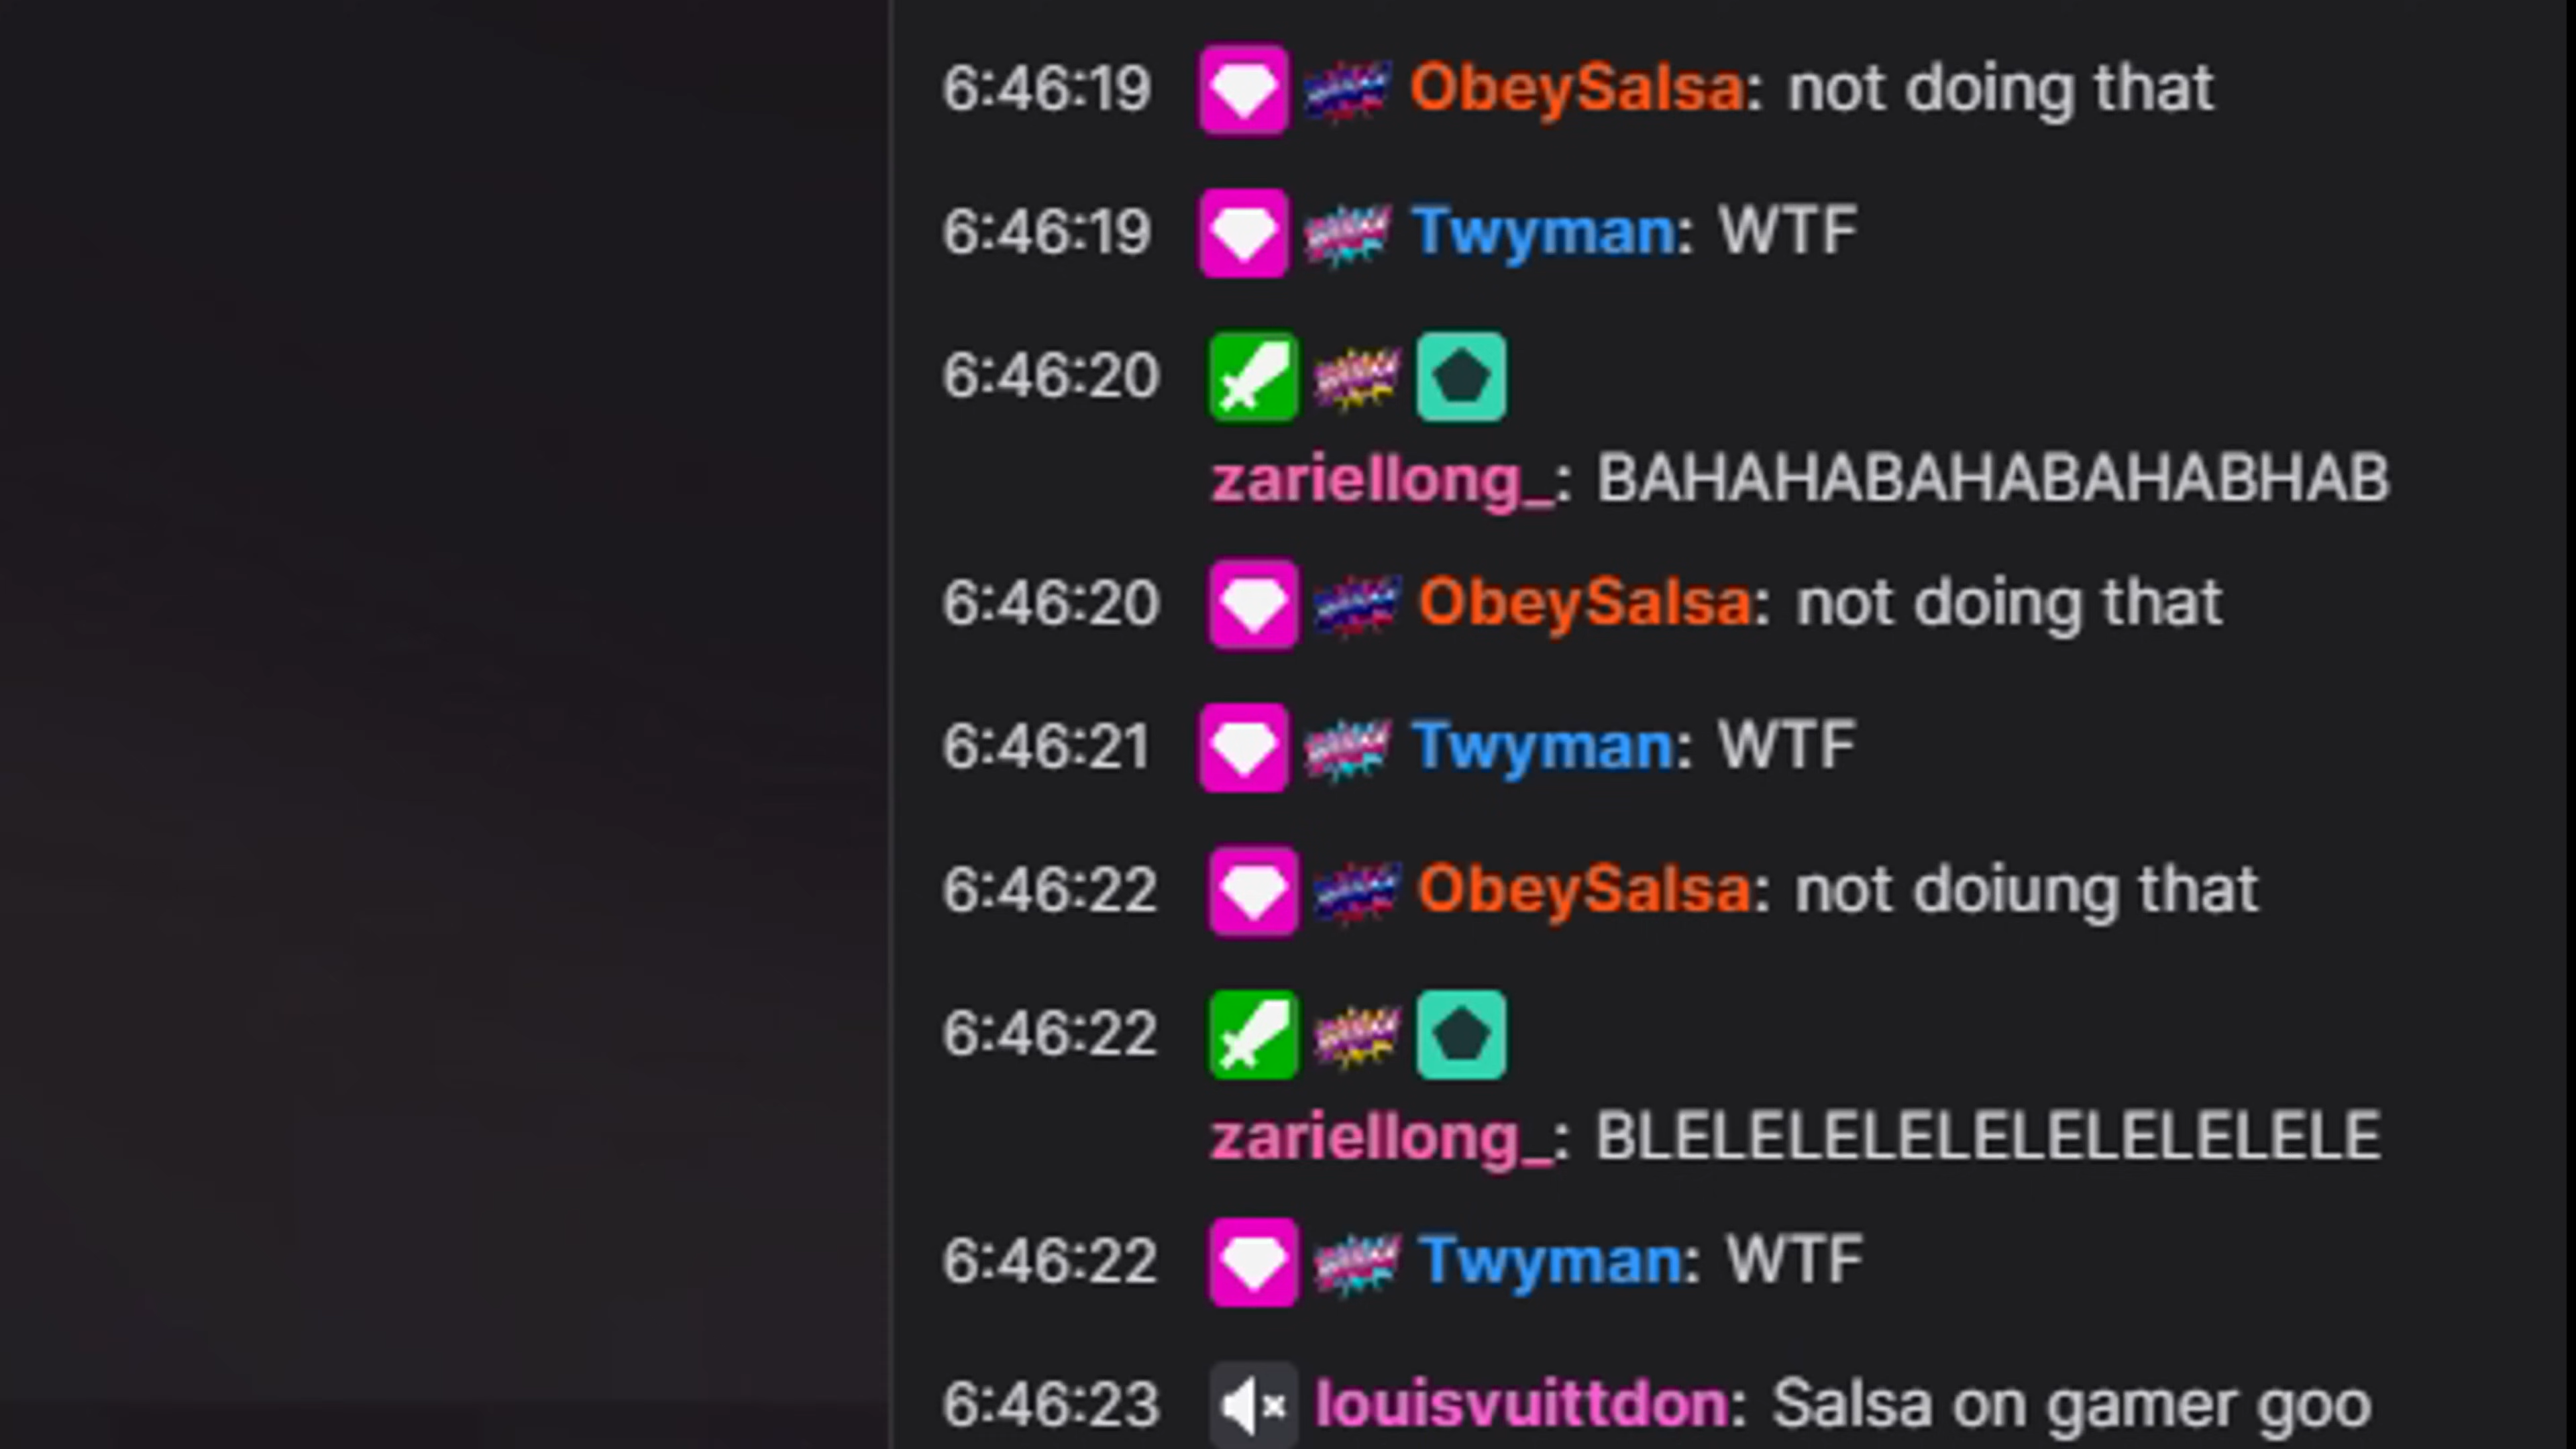 6:46:19 ObeySalsa: not doing that
6:46:19 Twyman: WTF
6:46:20
zariellong_: BAHAHABAHABAHABHAB
6:46:20 ObeySalsa: not doing that
6:46:21 Twyman: WTF
6:46:22 ObeySalsa: not doiung that
6:46:22
zariellong_: BLELELELELELELELELELE
6:46:22 Twyman: WTF
6:46:23 louisvuittdon: Salsa on gamer goo